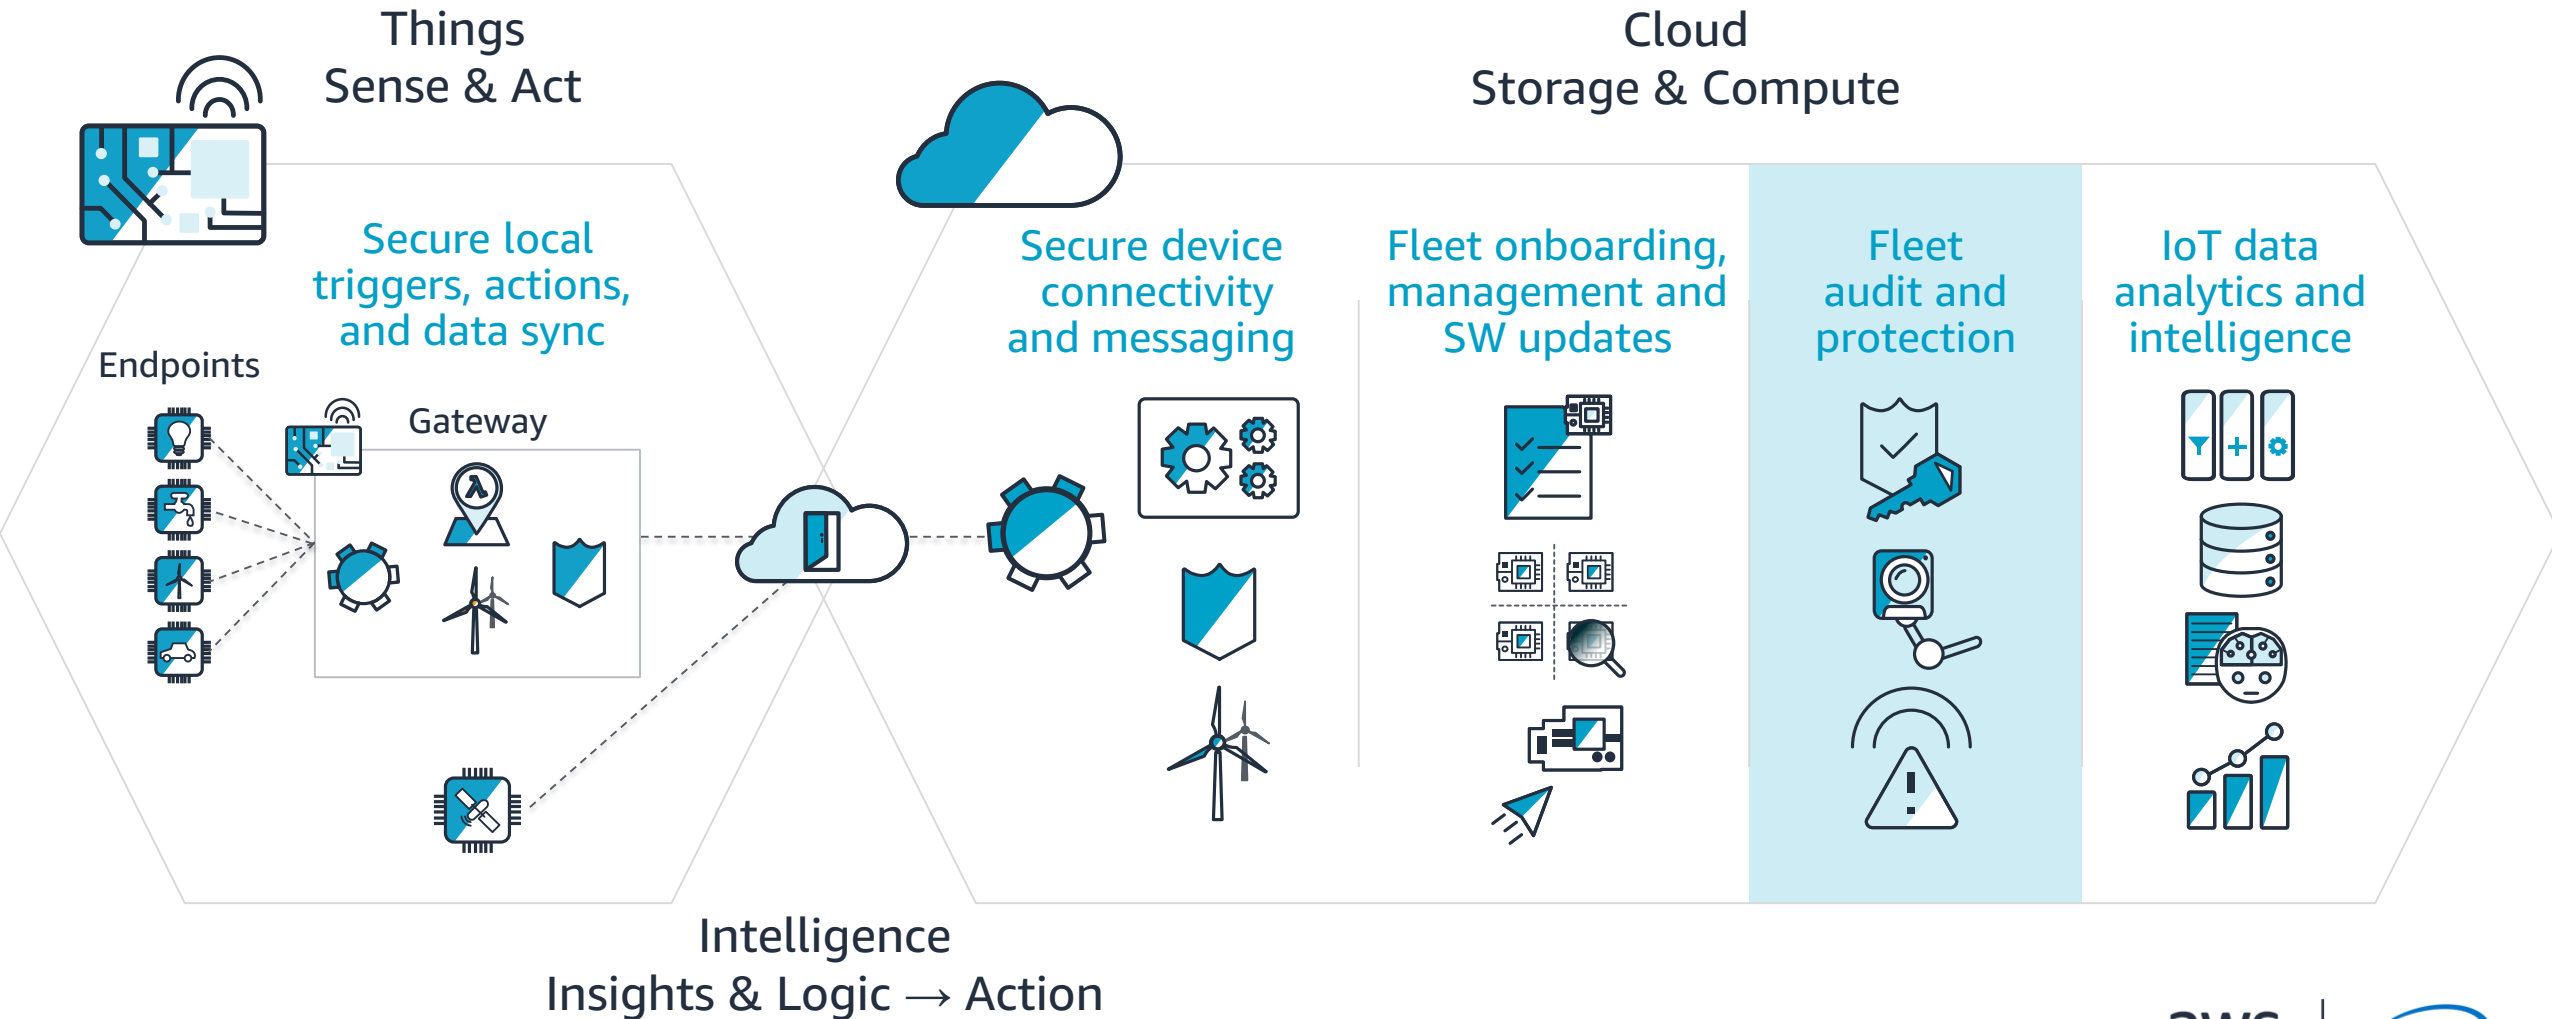 Things
Sense & Act
Cloud
Storage & Compute
Secure local
triggers, actions,
and data sync
Endpoints
Gateway
Secure device
connectivity
and messaging
Fleet onboarding,
management and
SW updates
Fleet
audit and
protection
IoT data
analytics and
intelligence
Intelligence
Insights & Logic → Action
aws